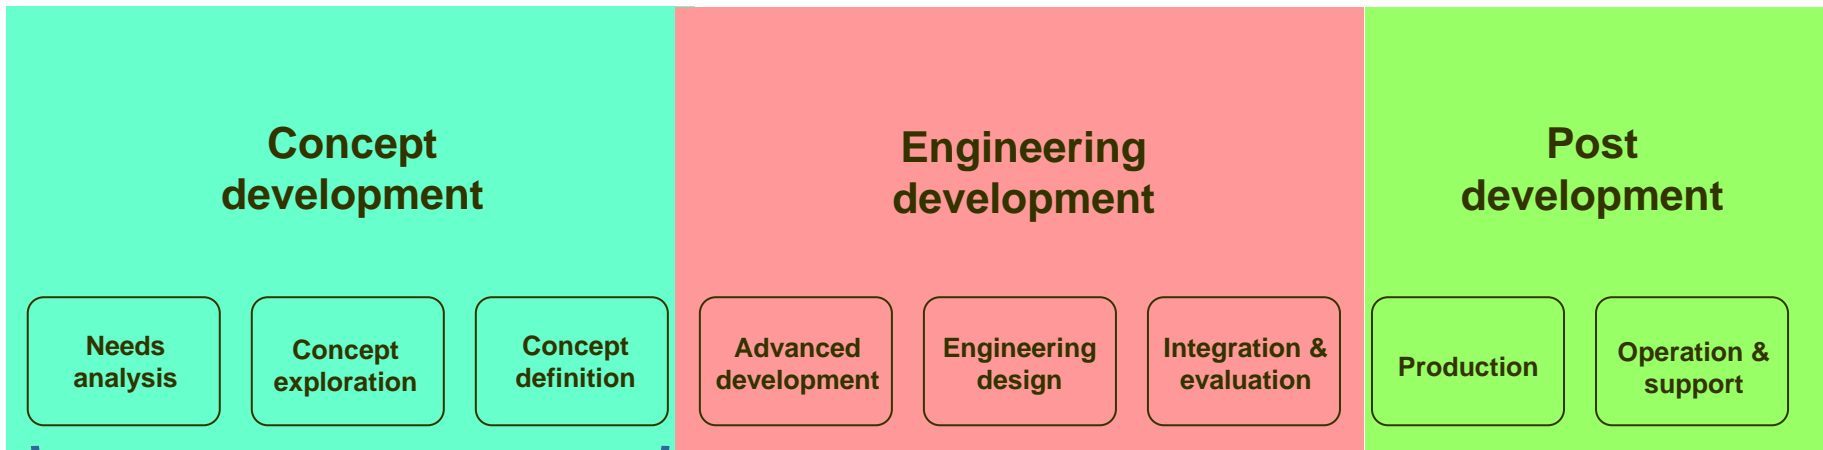 Concept
development
Engineering
development
Post
development
Needs
analysis
Concept
exploration
Concept
definition
Advanced
development
Engineering
design
Integration &
evaluation
Production
Operation &
support